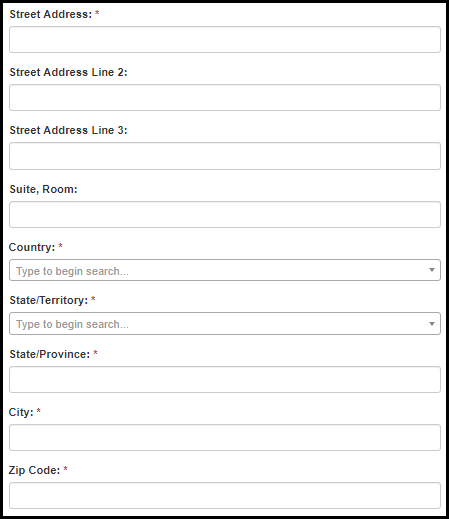 Street Address: *
Street Address Line 2:
Street Address Line 3:
Suite, Room:
Country: *
Type to begin search...
State/Territory: *
Type to begin search...
State/Province: *
City: *
Zip Code: *